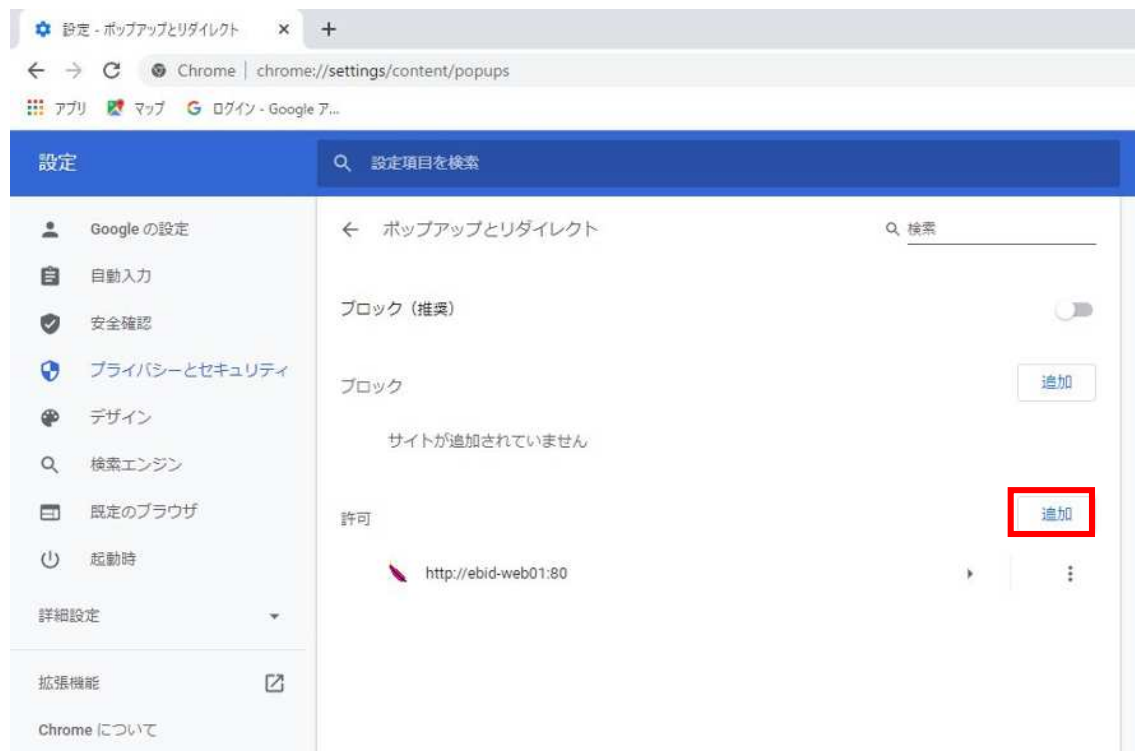 設定 - ポップアップとリダイレクト
Chrome | chrome://settings/content/popups
アプリ マップ ログイン - Google ア...
設定
設定項目を検索
Google の設定
自動入力
安全確認
プライバシーとセキュリティ
デザイン
検索エンジン
既定のブラウザ
起動時
詳細設定
拡張機能
Chrome について
ポップアップとリダイレクト
検索
ブロック（推奨）
ブロック
追加
サイトが追加されていません
許可
追加
http://ebid-web01:80